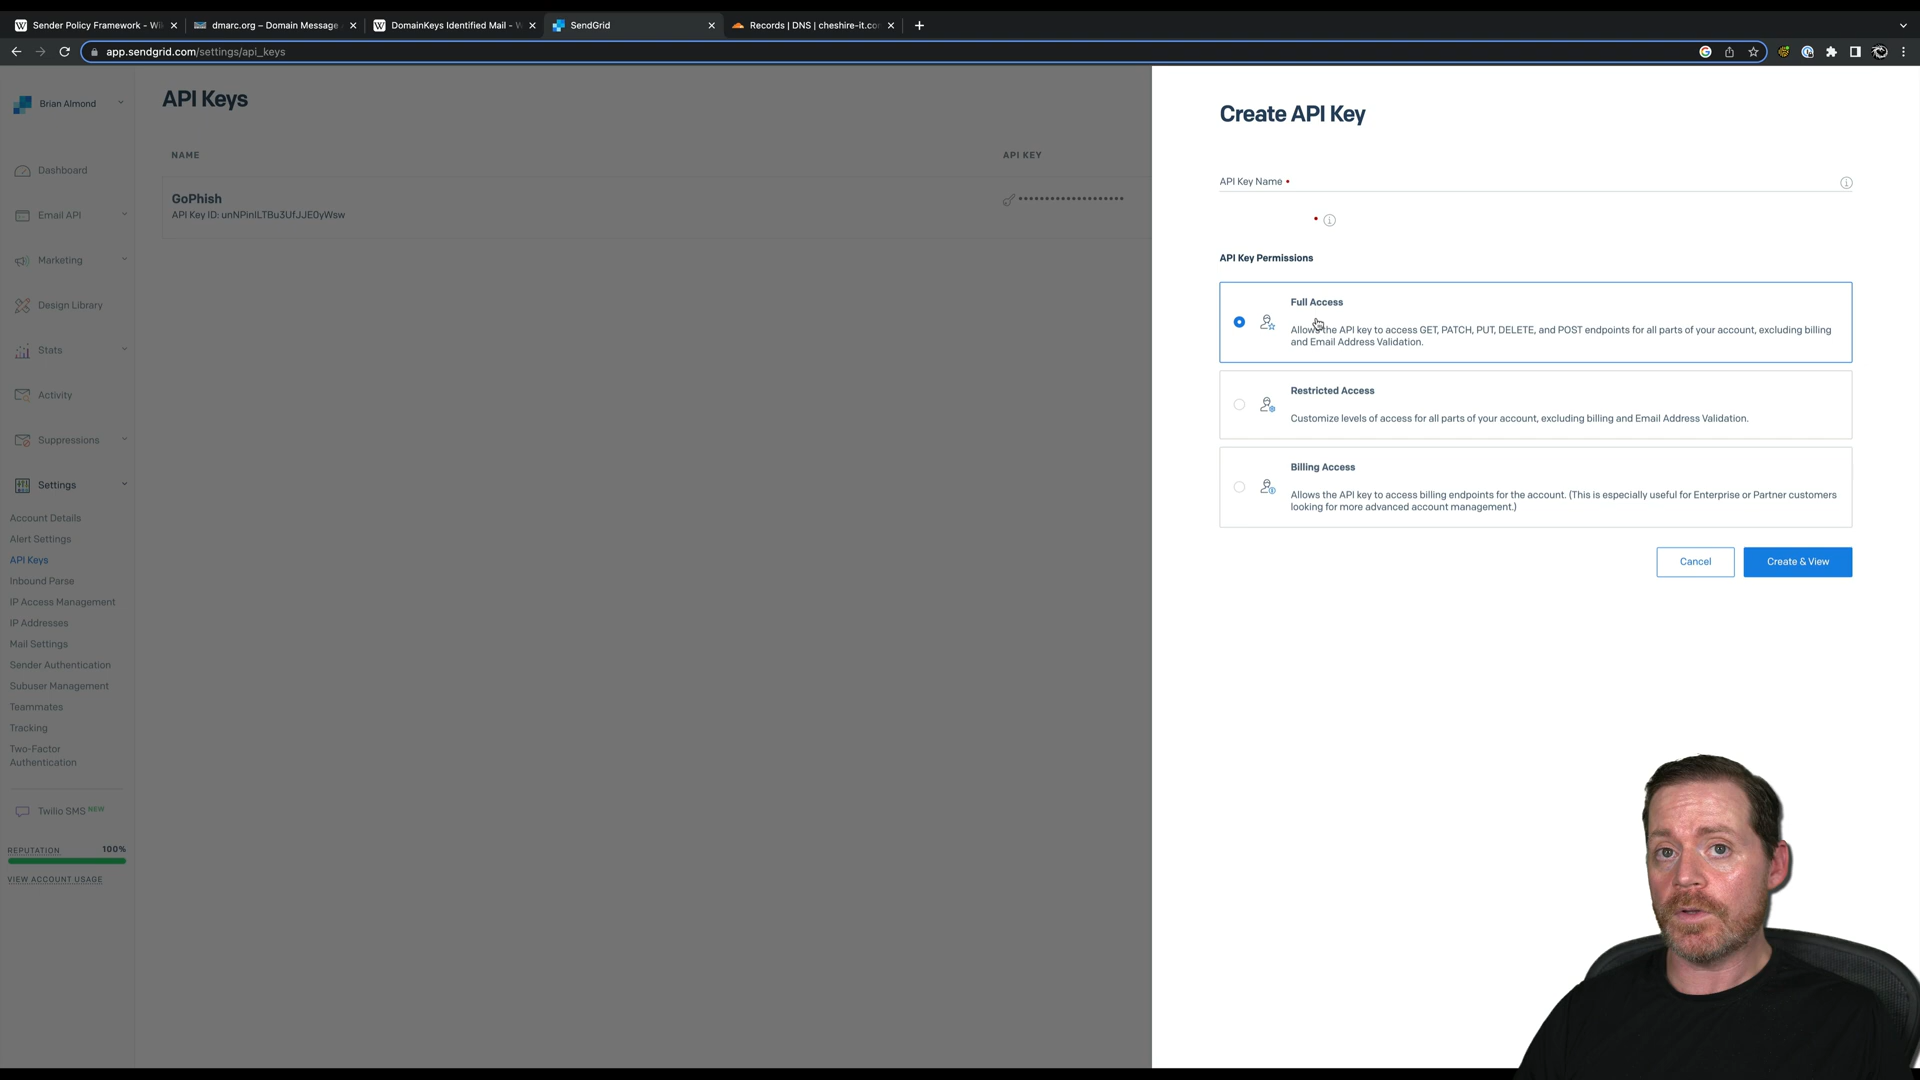 Sender Policy Framework - Wi
dmarc.org – Domain Message
DomainKeys Identified Mail - W
SendGrid
Records | DNS | cheshire-it.co
app.sendgrid.com/settings/api_keys
Brian Almond
Dashboard
Email API
Marketing
Design Library
Stats
Activity
Suppressions
Settings
Account Details
Alert Settings
API Keys
Inbound Parse
IP Access Management
IP Addresses
Mail Settings
Sender Authentication
Subuser Management
Teammates
Tracking
Two-Factor
Authentication
Twilio SMS NEW
REPUTATION 100%
VIEW ACCOUNT USAGE
API Keys
NAME API KEY
GoPhish
API Key ID: unNPinILTBu3UfJJE0yWsw
Create API Key
API Key Name
API Key Permissions
Full Access
Allows the API key to access GET, PATCH, PUT, DELETE, and POST endpoints for all parts of your account, excluding billing
and Email Address Validation.
Restricted Access
Customize levels of access for all parts of your account, excluding billing and Email Address Validation.
Billing Access
Allows the API key to access billing endpoints for the account. (This is especially useful for Enterprise or Partner customers
looking for more advanced account management.)
Cancel
Create & View